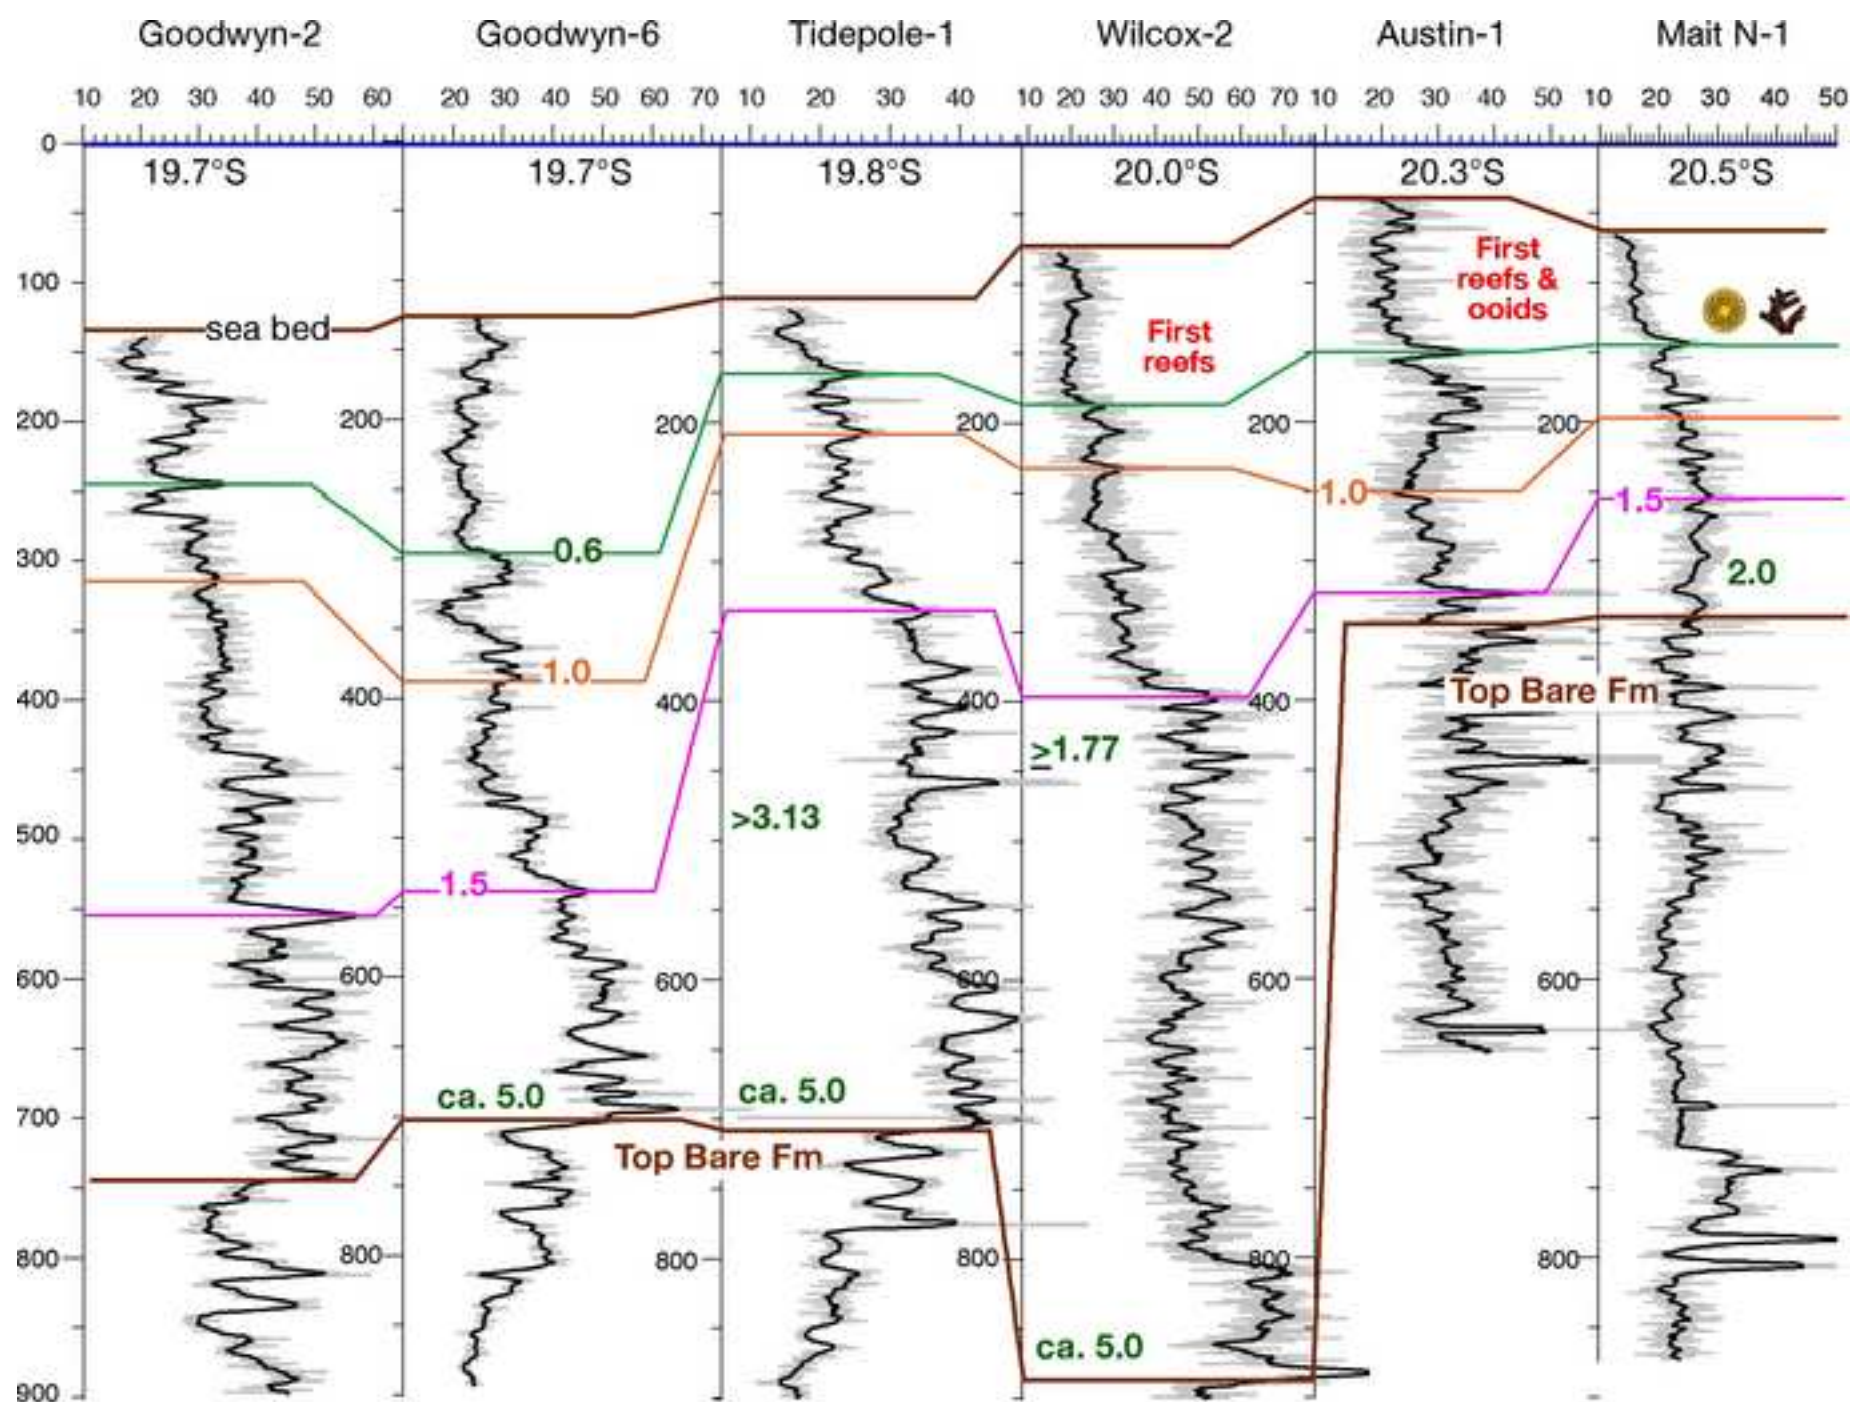 Goodwyn-2 Goodwyn-6 Tidepole-1 Wilcox-2 Austin-1 Mait N-1
10 20 30 40 50 60 20 30 40 50 60 70 10 20 30 40 10 20 30 40 50 60 70 10 20 30 40 50 10 20 30 40 50
0
19.7°S 19.7°S 19.8°S 20.0°S 20.3°S 20.5°S
First
reefs &
ooids
100
sea bed
First
reefs
200 200 200 200 200 200
1.0
1.5
0.6
300
2.0
1.0
400 400 400 400 400
Top Bare Fm
>1.77
>3.13
500
1.5
600 600 600 600 600 600
ca. 5.0 ca. 5.0
700
Top Bare Fm
800 800 800 800 800 800
ca. 5.0
900